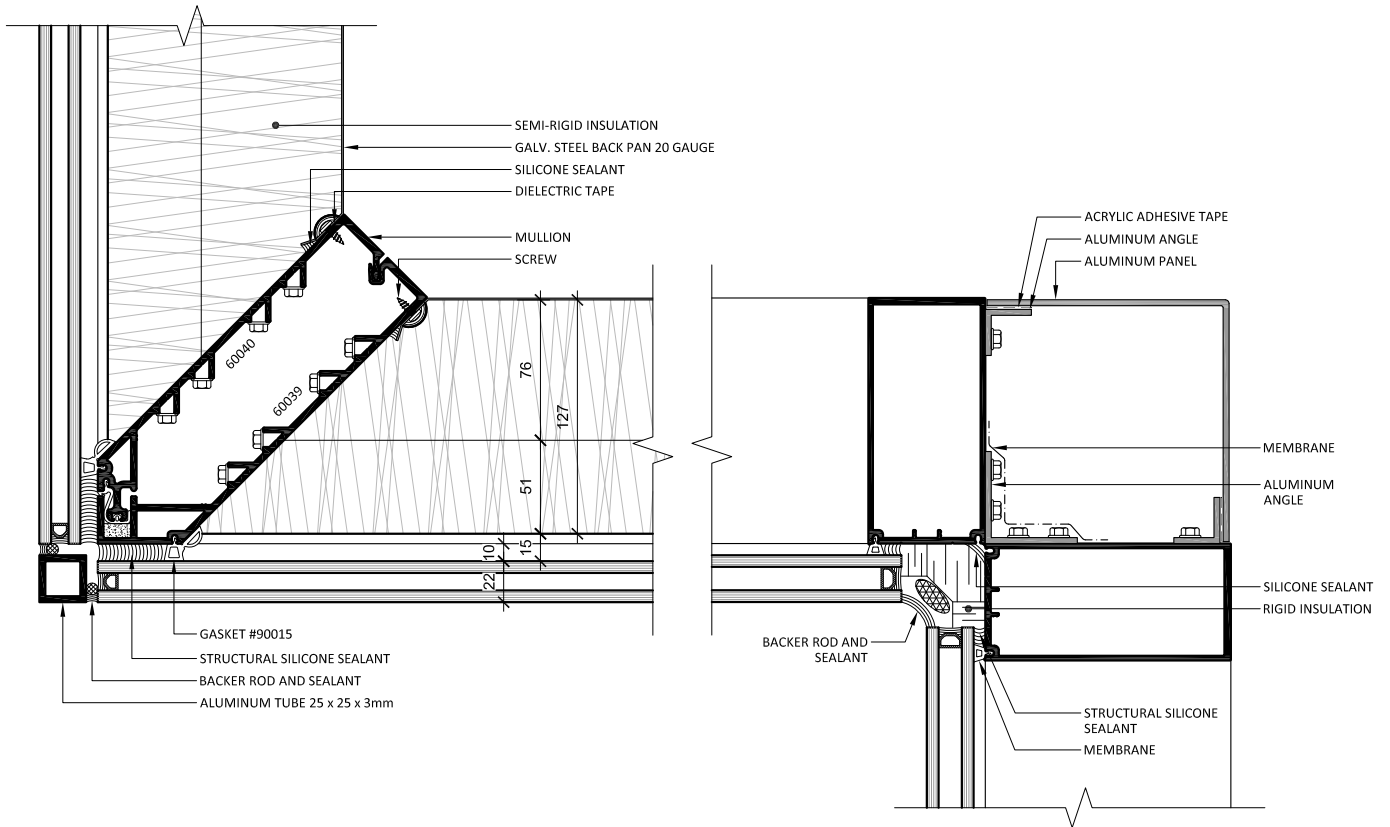 SEMI-RIGID INSULATION
GALV. STEEL BACK PAN 20 GAUGE
SILICONE SEALANT
DIELECTRIC TAPE
MULLION
SCREW
ACRYLIC ADHESIVE TAPE
ALUMINUM ANGLE
ALUMINUM PANEL
60040
60039
76
127
51
15
10
22
MEMBRANE
ALUMINUM
ANGLE
SILICONE SEALANT
RIGID INSULATION
GASKET #90015
STRUCTURAL SILICONE SEALANT
BACKER ROD AND SEALANT
ALUMINUM TUBE 25 x 25 x 3mm
BACKER ROD AND
SEALANT
STRUCTURAL SILICONE
SEALANT
MEMBRANE